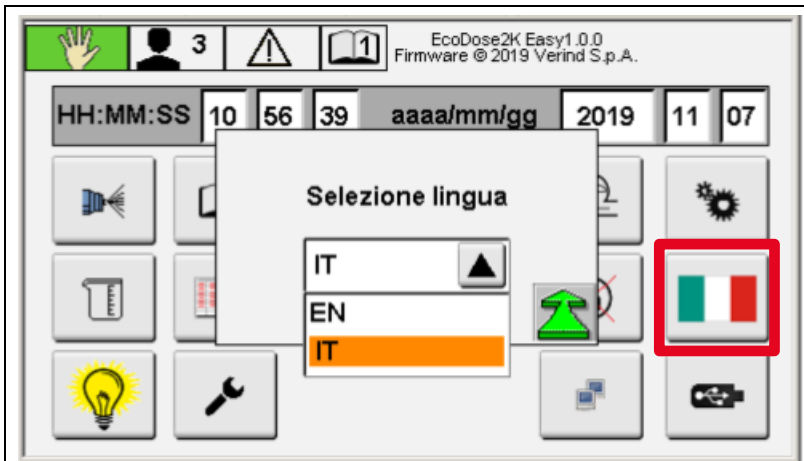 3
1
EcoDose2K Easy1.0.0
Firmware © 2019 Verind S.p.A.
HH:MM:SS 10 56 39 aaaa/mm/gg 2019 11 07
Selezione lingua
IT
EN
IT